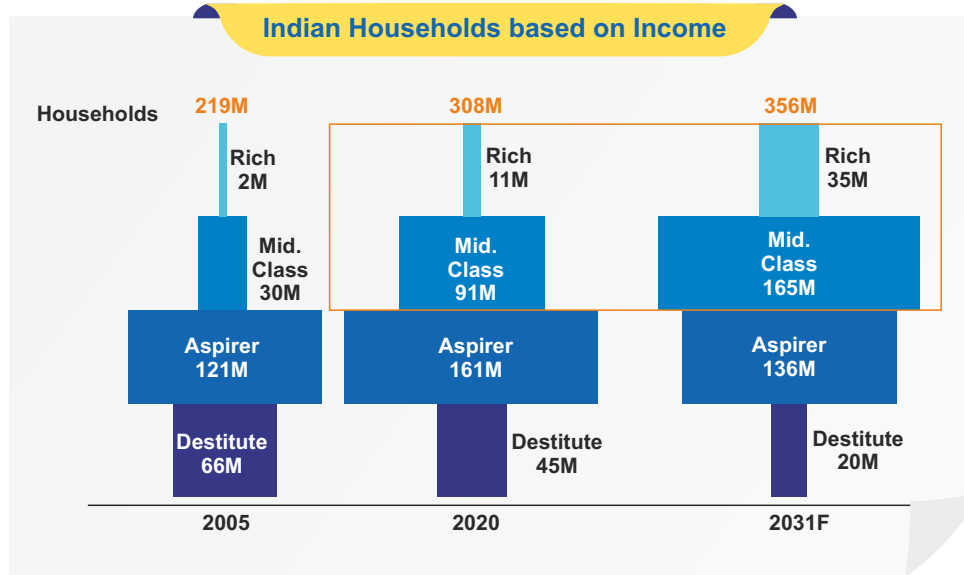 Indian Households based on Income
Households
219M
308M
356M
Rich
2M
Rich
11M
Rich
35M
Mid.
Class
30M
Mid.
Class
91M
Mid.
Class
165M
Aspirer
121M
Aspirer
161M
Aspirer
136M
Destitute
66M
Destitute
45M
Destitute
20M
2005
2020
2031F